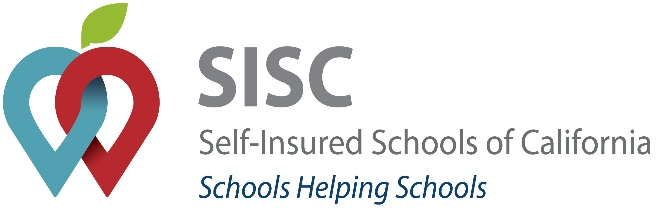 SISC
Self-Insured Schools of California
Schools Helping Schools